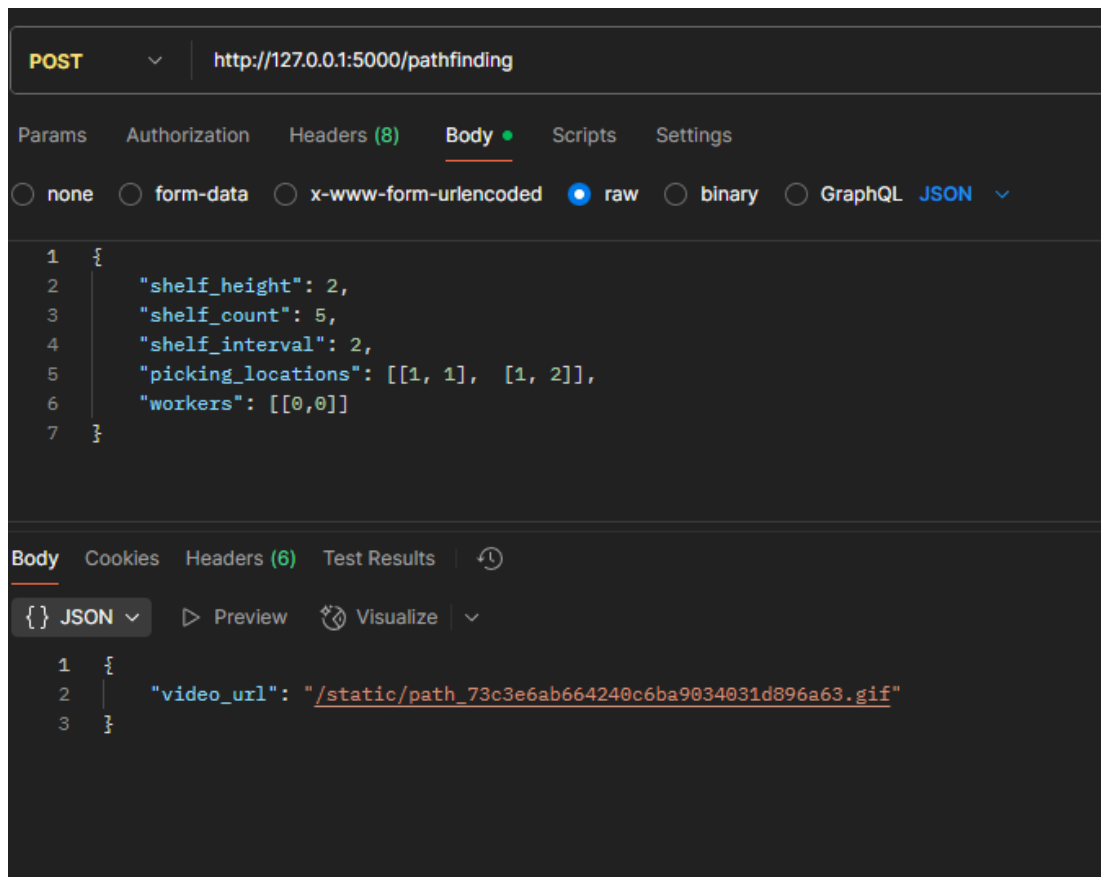 POST http://127.0.0.1:5000/pathfinding
Params Authorization Headers (8) Body Scripts Settings
none form-data x-www-form-urlencoded raw binary GraphQL JSON
1 {
2 "shelf_height": 2,
3 "shelf_count": 5,
4 "shelf_interval": 2,
5 "picking_locations": [[1, 1],  [1, 2]],
6 "workers": [[0,0]]
7 }
Body Cookies Headers (6) Test Results
{} JSON Preview Visualize
1 {
2 "video_url": "/static/path_73c3e6ab664240c6ba9034031d896a63.gif"
3 }